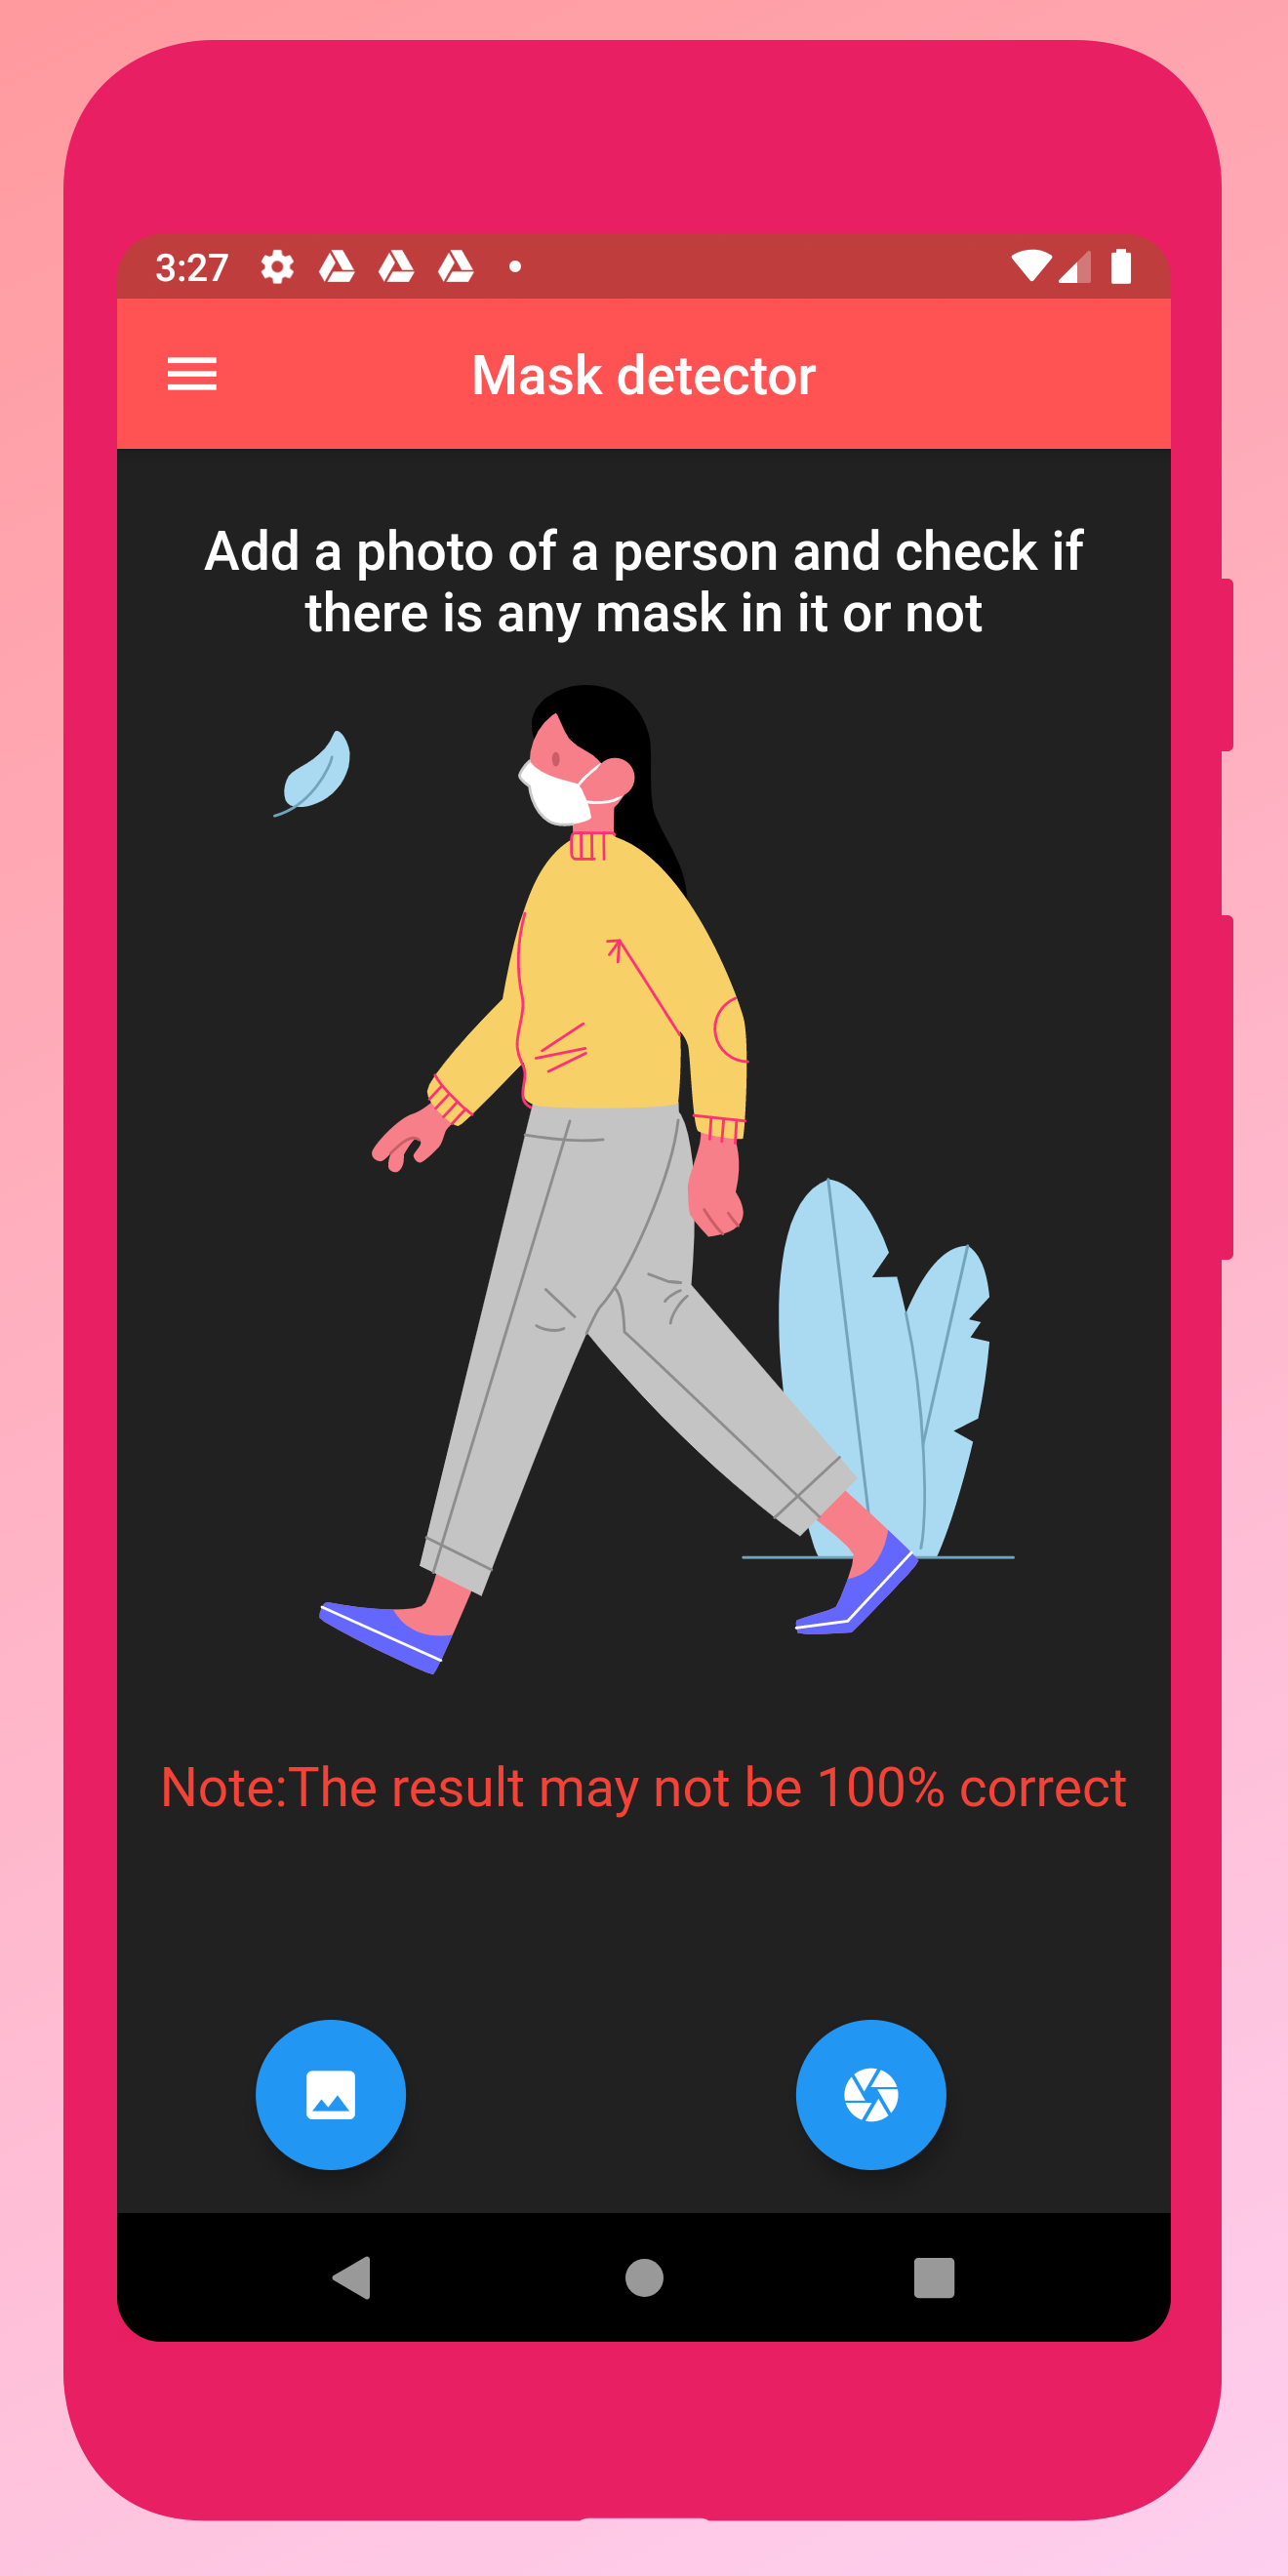 3:27
Mask detector
Add a photo of a person and check if
there is any mask in it or not
Note:The result may not be 100% correct